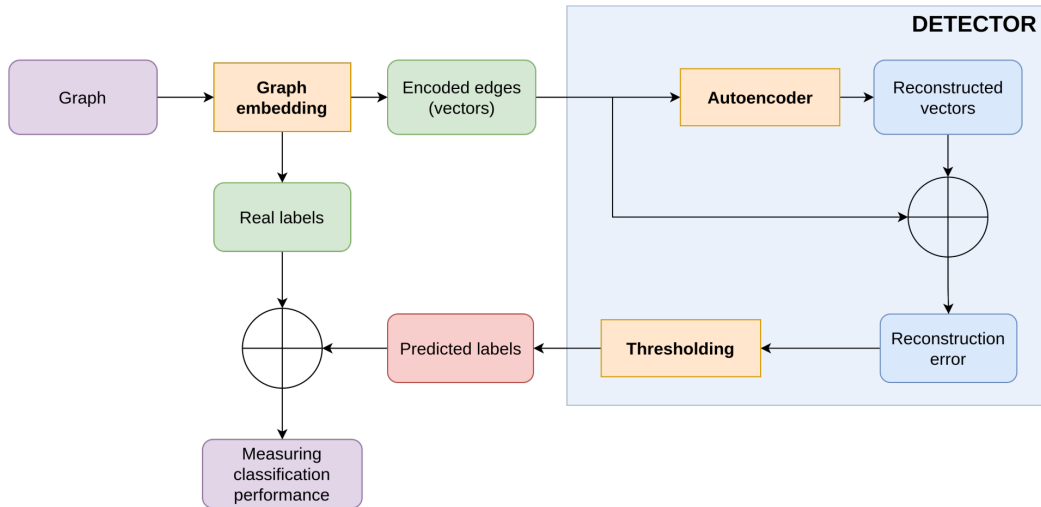 DETECTOR
Graph
Graph
embedding
Encoded edges
(vectors)
Autoencoder
Reconstructed
vectors
Real labels
Predicted labels
Thresholding
Reconstruction
error
Measuring
classification
performance